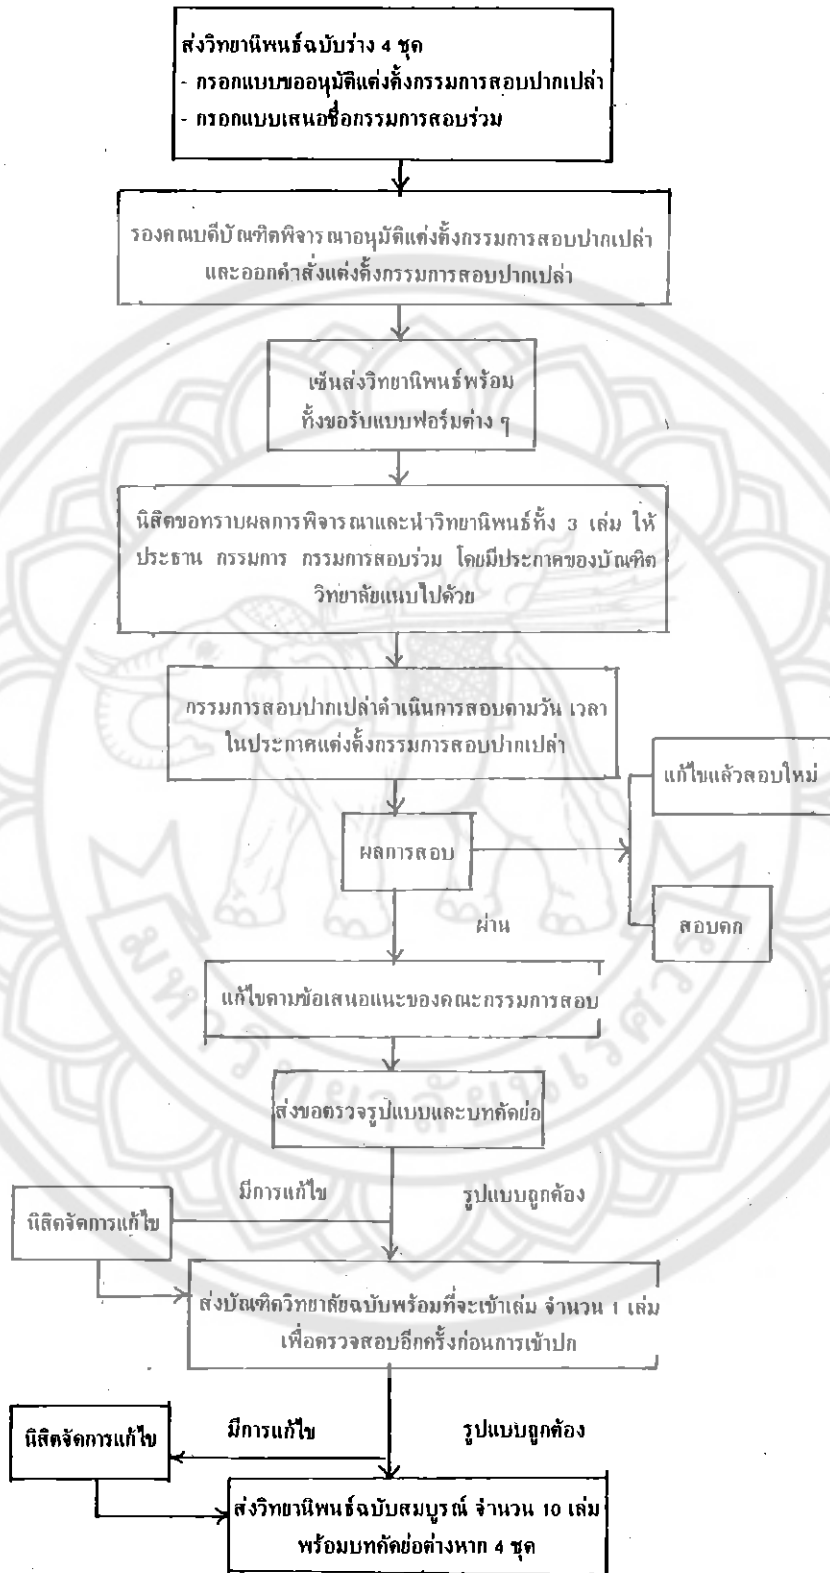 ส่งวิทยานิพนธ์ฉบับร่าง 4 ชุด
- กรอกแบบขออนุมัติแต่งตั้งกรรมการสอบปากเปล่า
- กรอกแบบเสนอชื่อกรรมการสอบร่วม
รองคณบดีบัณฑิตพิจารณาอนุมัติแต่งตั้งกรรมการสอบปากเปล่า
และออกคำสั่งแต่งตั้งกรรมการสอบปากเปล่า
เซ็นส่งวิทยานิพนธ์พร้อม
ทั้งขอรับแบบฟอร์มต่าง ๆ
นิสิตขอทราบผลการพิจารณาและนำวิทยานิพนธ์ทั้ง 3 เล่ม ให้
ประธาน กรรมการ กรรมการสอบร่วม โดยมีประกาศของบัณฑิต
วิทยาลัยแนบไปด้วย
กรรมการสอบปากเปล่าดำเนินการสอบตามวัน เวลา
ในประกาศแต่งตั้งกรรมการสอบปากเปล่า
แก้ไขแล้วสอบใหม่
ผลการสอบ
สอบตก
ผ่าน
แก้ไขตามข้อเสนอแนะของคณะกรรมการสอบ
ส่งขอตรวจรูปแบบและบทคัดย่อ
มีการแก้ไข
รูปแบบถูกต้อง
นิสิตจัดการแก้ไข
ส่งบัณฑิตวิทยาลัยฉบับพร้อมที่จะเข้าเล่ม จำนวน 1 เล่ม
เพื่อตรวจสอบอีกครั้งก่อนการเข้าปก
มีการแก้ไข
รูปแบบถูกต้อง
นิสิตจัดการแก้ไข
ส่งวิทยานิพนธ์ฉบับสมบูรณ์ จำนวน 10 เล่ม
พร้อมบทคัดย่อต่างหาก 4 ชุด
มหาวิทยาลัยนเรศวร